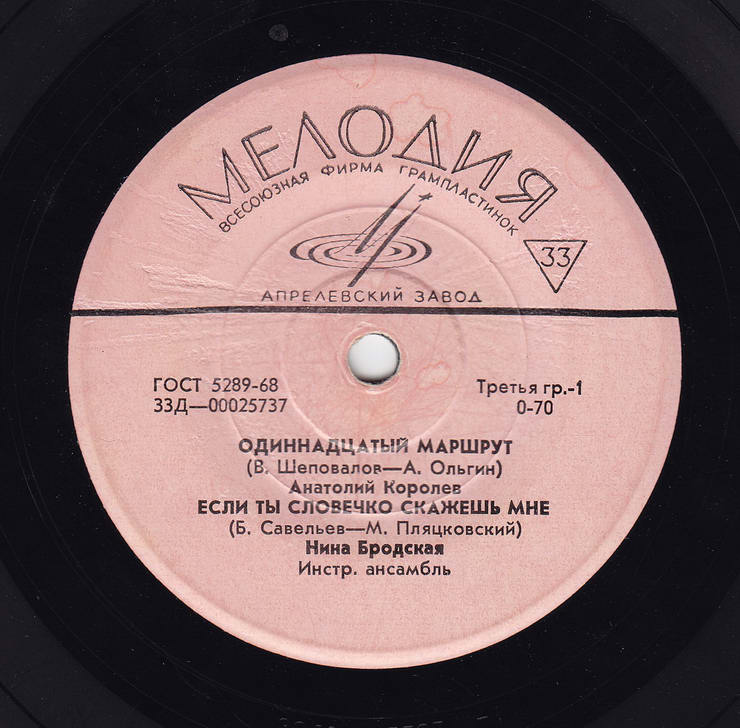 МЕЛОДИЯ
ВСЕСОЮЗНАЯ ФИРМА ГРАМПЛАСТИНОК
33
АПРЕЛЕВСКИЙ ЗАВОД
ГОСТ 5289-68
33Д—00025737
Третья гр.-1
0-70
ОДИННАДЦАТЫЙ МАРШРУТ
(В. Шеповалов—А. Ольгин)
Анатолий Королев
ЕСЛИ ТЫ СЛОВЕЧКО СКАЖЕШЬ МНЕ
(Б. Савельев—М. Пляцковский)
Нина Бродская
Инстр. ансамбль